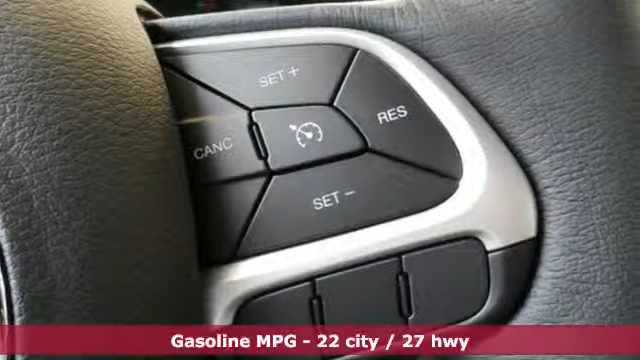 SET +
CANC
RES
SET −
Gasoline MPG - 22 city / 27 hwy